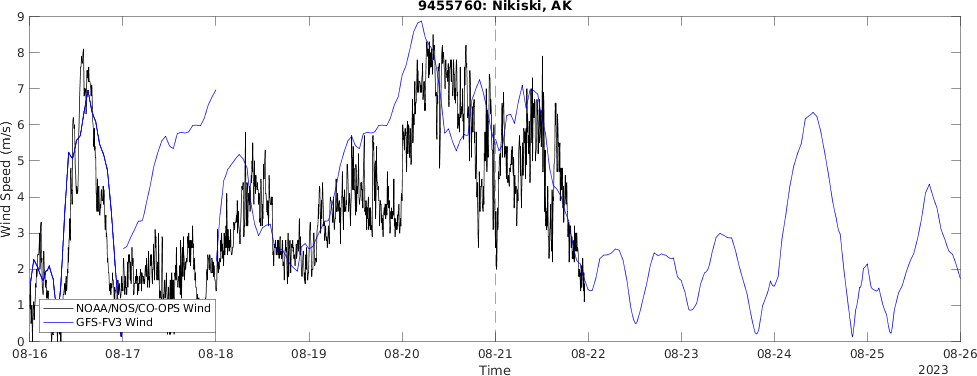 9455760: Nikiski, AK
9
8
7
6
5
4
3
2
1
0
Wind Speed (m/s)
NOAA/NOS/CO-OPS Wind
GFS-FV3 Wind
08-16 08-17 08-18 08-19 08-20 08-21 08-22 08-23 08-24 08-25 08-26
Time
2023